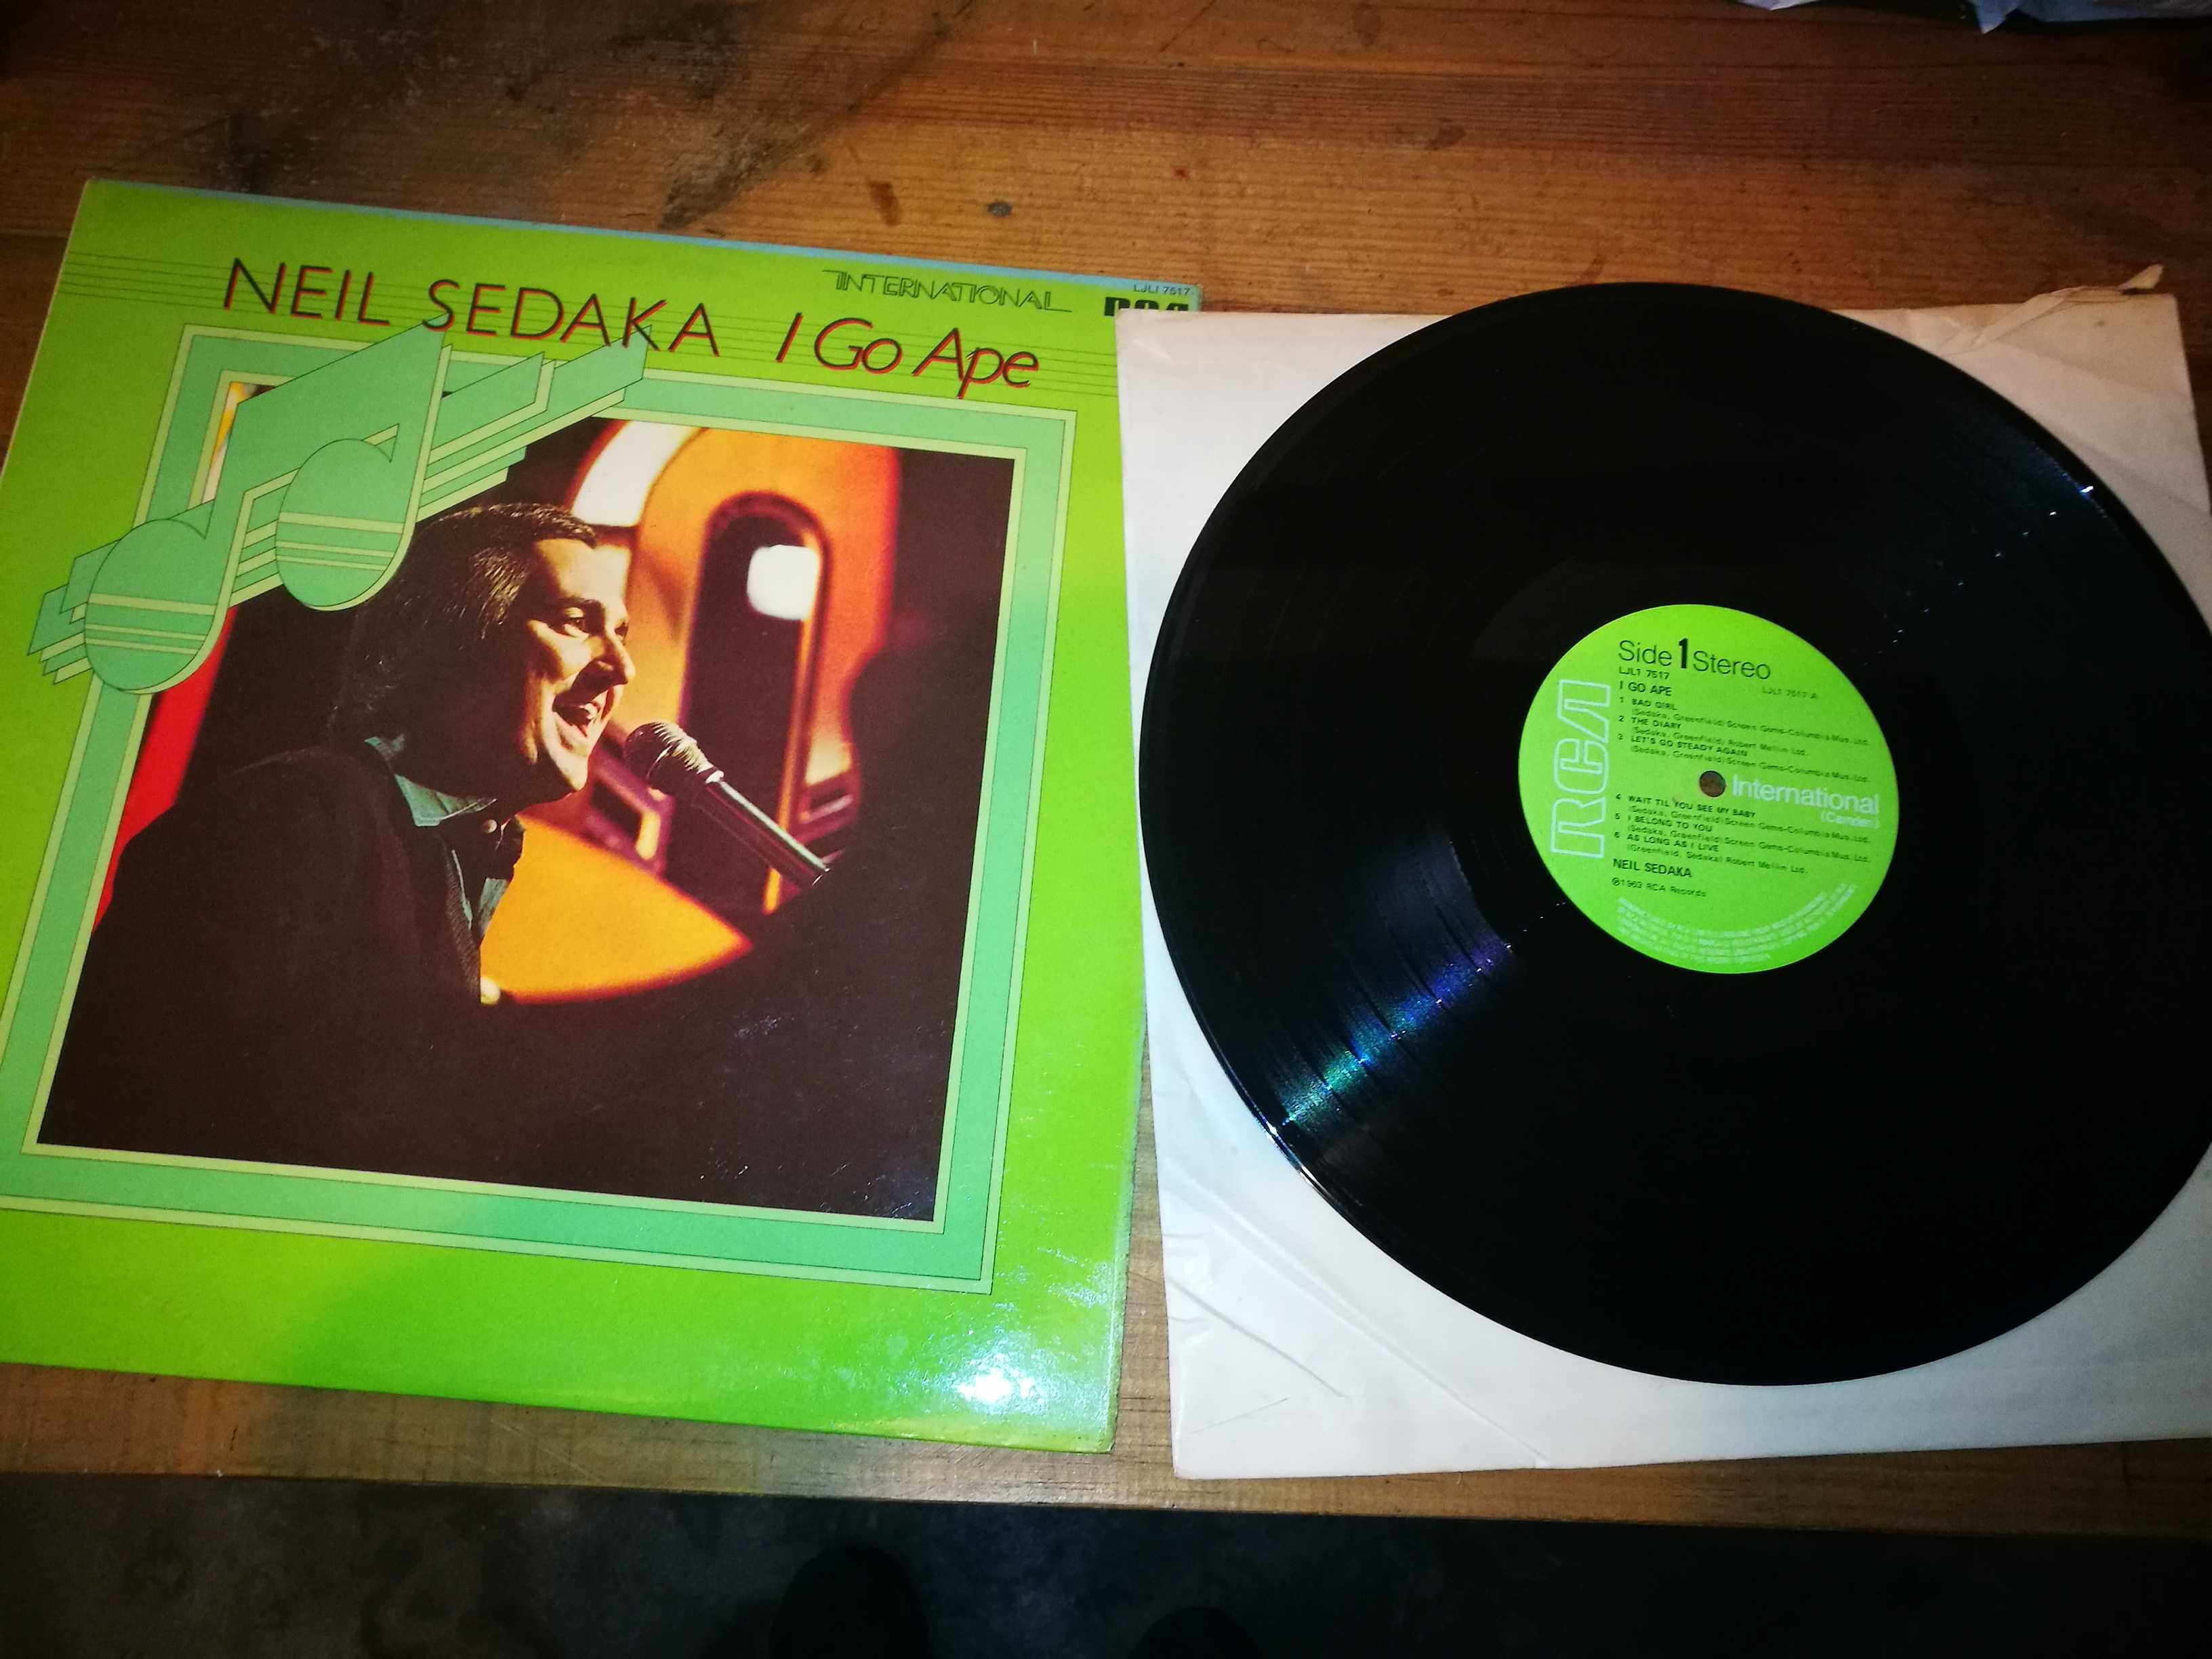 INTERNATIONAL
LJLI 7517
RCA
NEIL SEDAKA I Go Ape
Side 1 Stereo
LJL1 7517
LJL1 7517 A
I GO APE
1 BAD GIRL
(Sedaka, Greenfield) Screen Gems-Columbia Mus. Ltd.
2 THE DIARY
(Sedaka, Greenfield) Robert Mellin Ltd.
3 LET'S GO STEADY AGAIN
(Sedaka, Greenfield) Screen Gems-Columbia Mus. Ltd.
RCA
International
(Camden)
4 WAIT TIL YOU SEE MY BABY
(Sedaka, Greenfield) Screen Gems-Columbia Mus. Ltd.
5 I BELONG TO YOU
(Sedaka, Greenfield) Screen Gems-Columbia Mus. Ltd.
6 AS LONG AS I LIVE
(Greenfield, Sedaka) Robert Mellin Ltd.
NEIL SEDAKA
℗1963 RCA Records